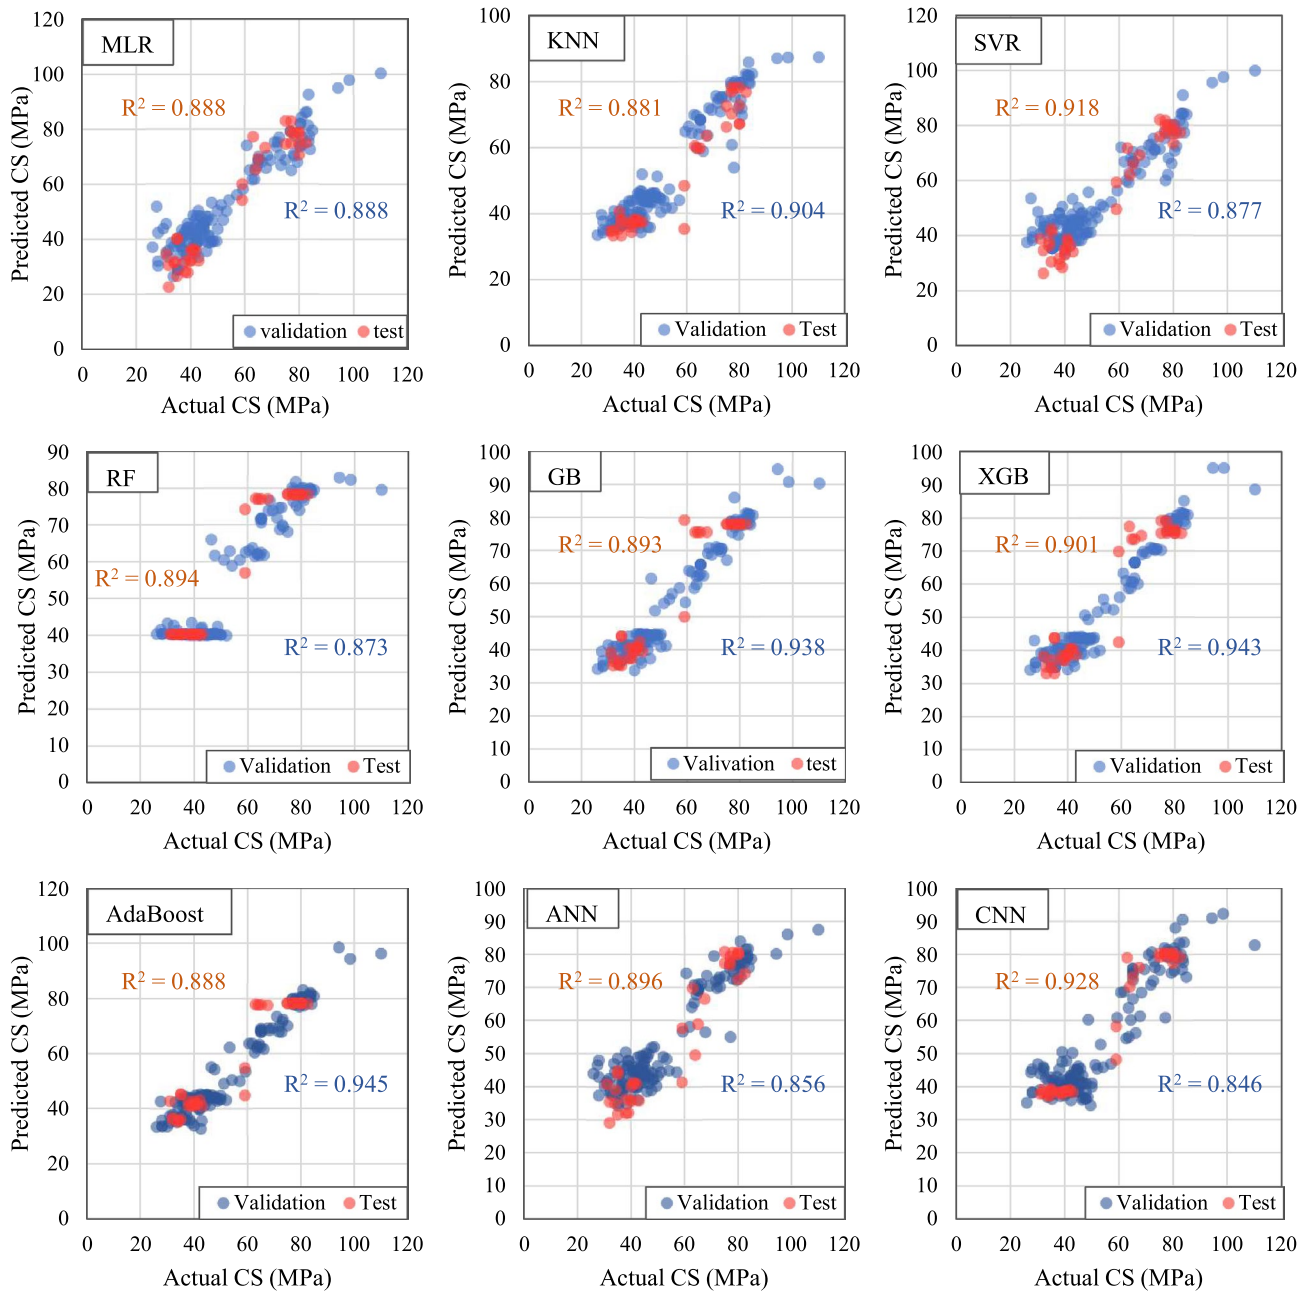 MLR
R² = 0.888
R² = 0.888
validation test
Predicted CS (MPa)
120
100
80
60
40
20
0
0 20 40 60 80 100 120
Actual CS (MPa)
KNN
R² = 0.881
R² = 0.904
Validation Test
Predicted CS (MPa)
100
80
60
40
20
0
0 20 40 60 80 100 120
Actual CS (MPa)
SVR
R² = 0.918
R² = 0.877
Validation Test
Predicted CS (MPa)
120
100
80
60
40
20
0
0 20 40 60 80 100 120
Actual CS (MPa)
RF
R² = 0.894
R² = 0.873
Validation Test
Predicted CS (MPa)
90
80
70
60
50
40
30
20
10
0
0 20 40 60 80 100 120
Actual CS (MPa)
GB
R² = 0.893
R² = 0.938
Valivation test
Predicted CS (MPa)
100
90
80
70
60
50
40
30
20
10
0
0 20 40 60 80 100 120
Actual CS (MPa)
XGB
R² = 0.901
R² = 0.943
Validation Test
Predicted CS (MPa)
100
90
80
70
60
50
40
30
20
10
0
0 20 40 60 80 100 120
Actual CS (MPa)
AdaBoost
R² = 0.888
R² = 0.945
Validation Test
Predicted CS (MPa)
120
100
80
60
40
20
0
0 20 40 60 80 100 120
Actual CS (MPa)
ANN
R² = 0.896
R² = 0.856
Validation Test
Predicted CS (MPa)
100
90
80
70
60
50
40
30
20
10
0
0 20 40 60 80 100 120
Actual CS (MPa)
CNN
R² = 0.928
R² = 0.846
Validation Test
Predicted CS (MPa)
100
90
80
70
60
50
40
30
20
10
0
0 20 40 60 80 100 120
Actual CS (MPa)